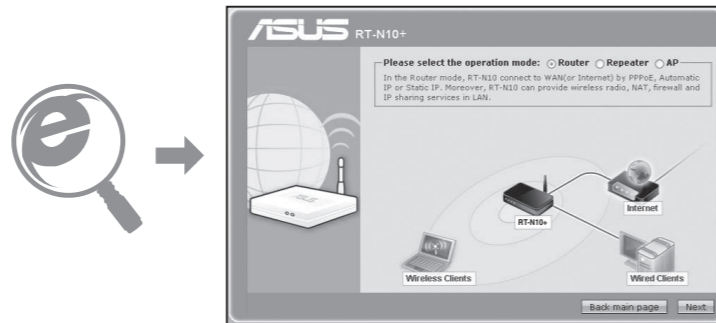 ASUS RT-N10+
Please select the operation mode: Router Repeater AP
In the Router mode, RT-N10 connect to WAN(or Internet) by PPPoE, Automatic
IP or Static IP. Moreover, RT-N10 can provide wireless radio, NAT, firewall and
IP sharing services in LAN.
Internet
RT-N10+
Wireless Clients
Wired Clients
Back main page Next